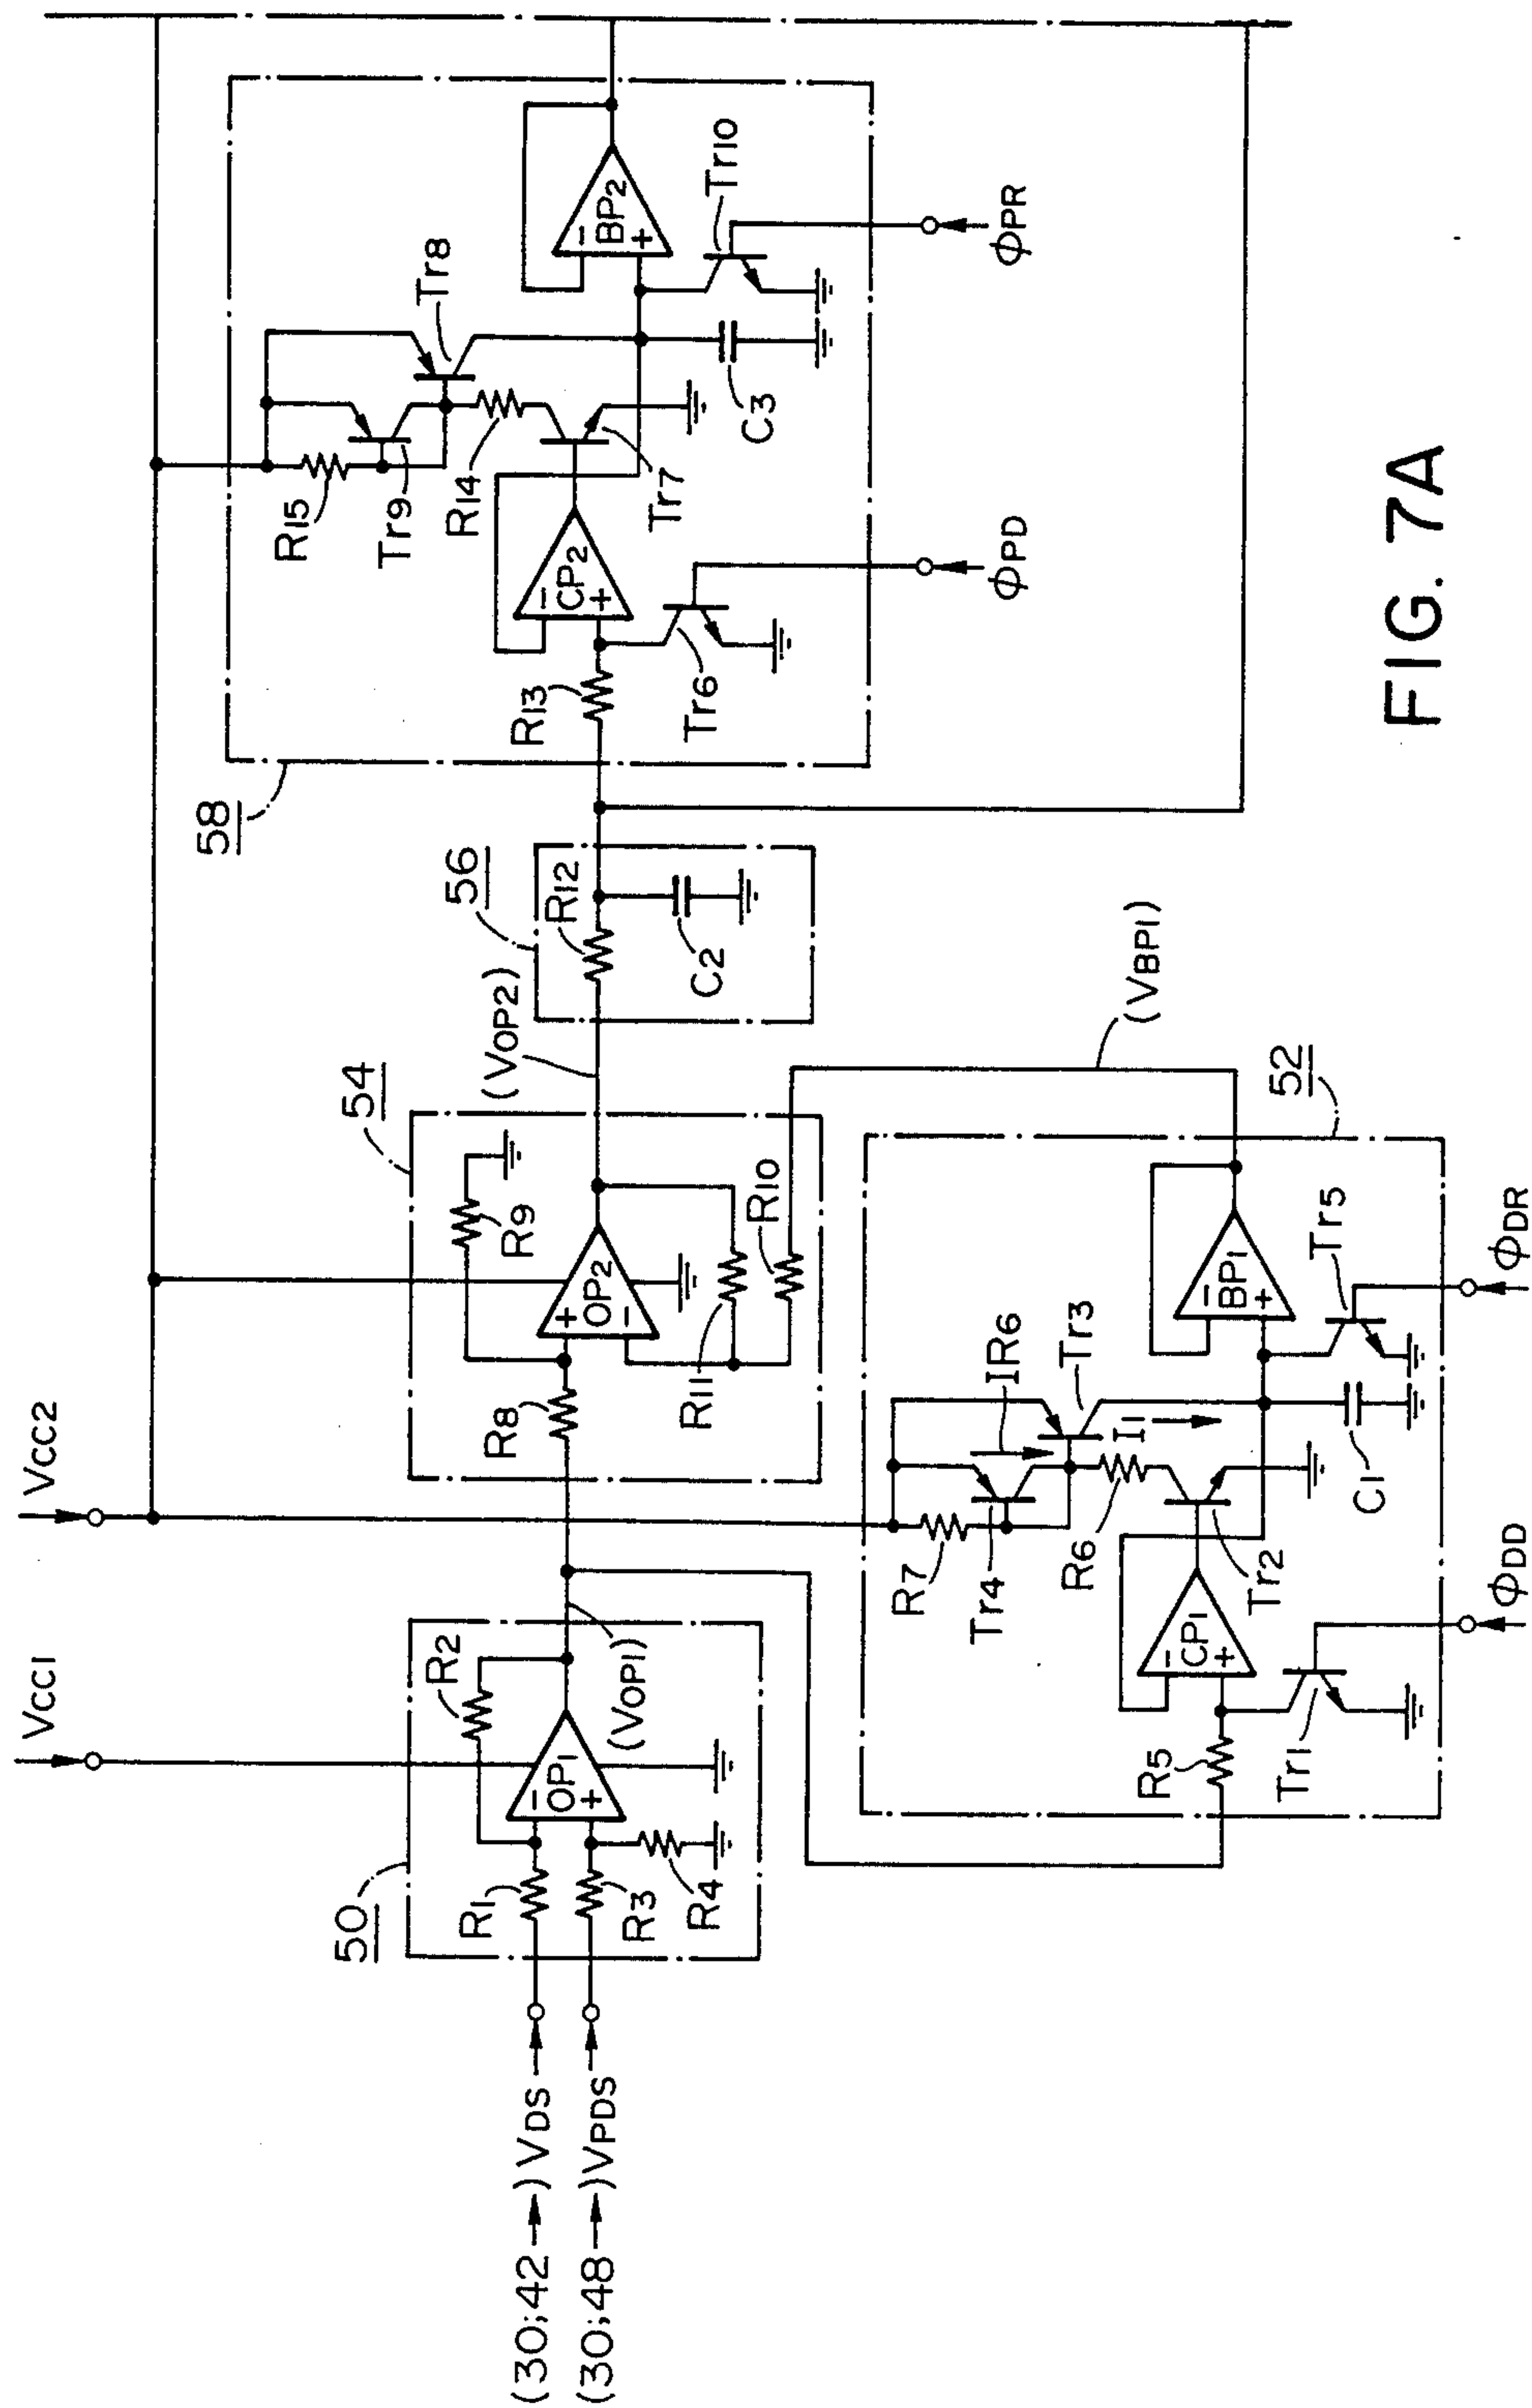 VCC1
VCC2
50
R1
R2
OP1
-
+
R3
R4
(VOP1)
(30;42→) VDS
(30;48→) VPDS
54
R8
R9
+
OP2
-
R11
R10
(VOP2)
56
R12
C2
58
R13
R15
Tr9
R14
Tr8
-
CP2
+
Tr6
Tr7
C3
-
BP2
+
Tr10
ΦPD
ΦPR
52
R5
Tr1
-
CP1
+
R7
Tr4
R6
Tr2
IR6
Tr3
I1
C1
-
BP1
+
Tr5
(VBP1)
ΦDD
ΦDR
FIG. 7A